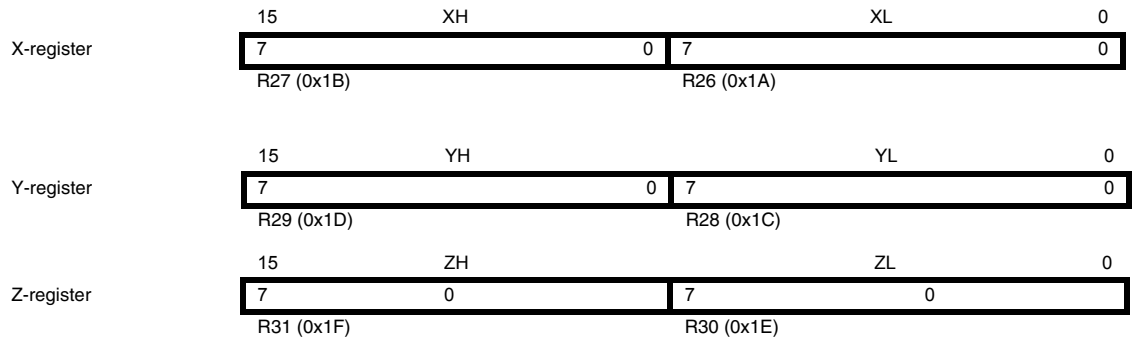 15 XH XL 0
X-register 7 0 7 0
R27 (0x1B) R26 (0x1A)
15 YH YL 0
Y-register 7 0 7 0
R29 (0x1D) R28 (0x1C)
15 ZH ZL 0
Z-register 7 0 7 0
R31 (0x1F) R30 (0x1E)